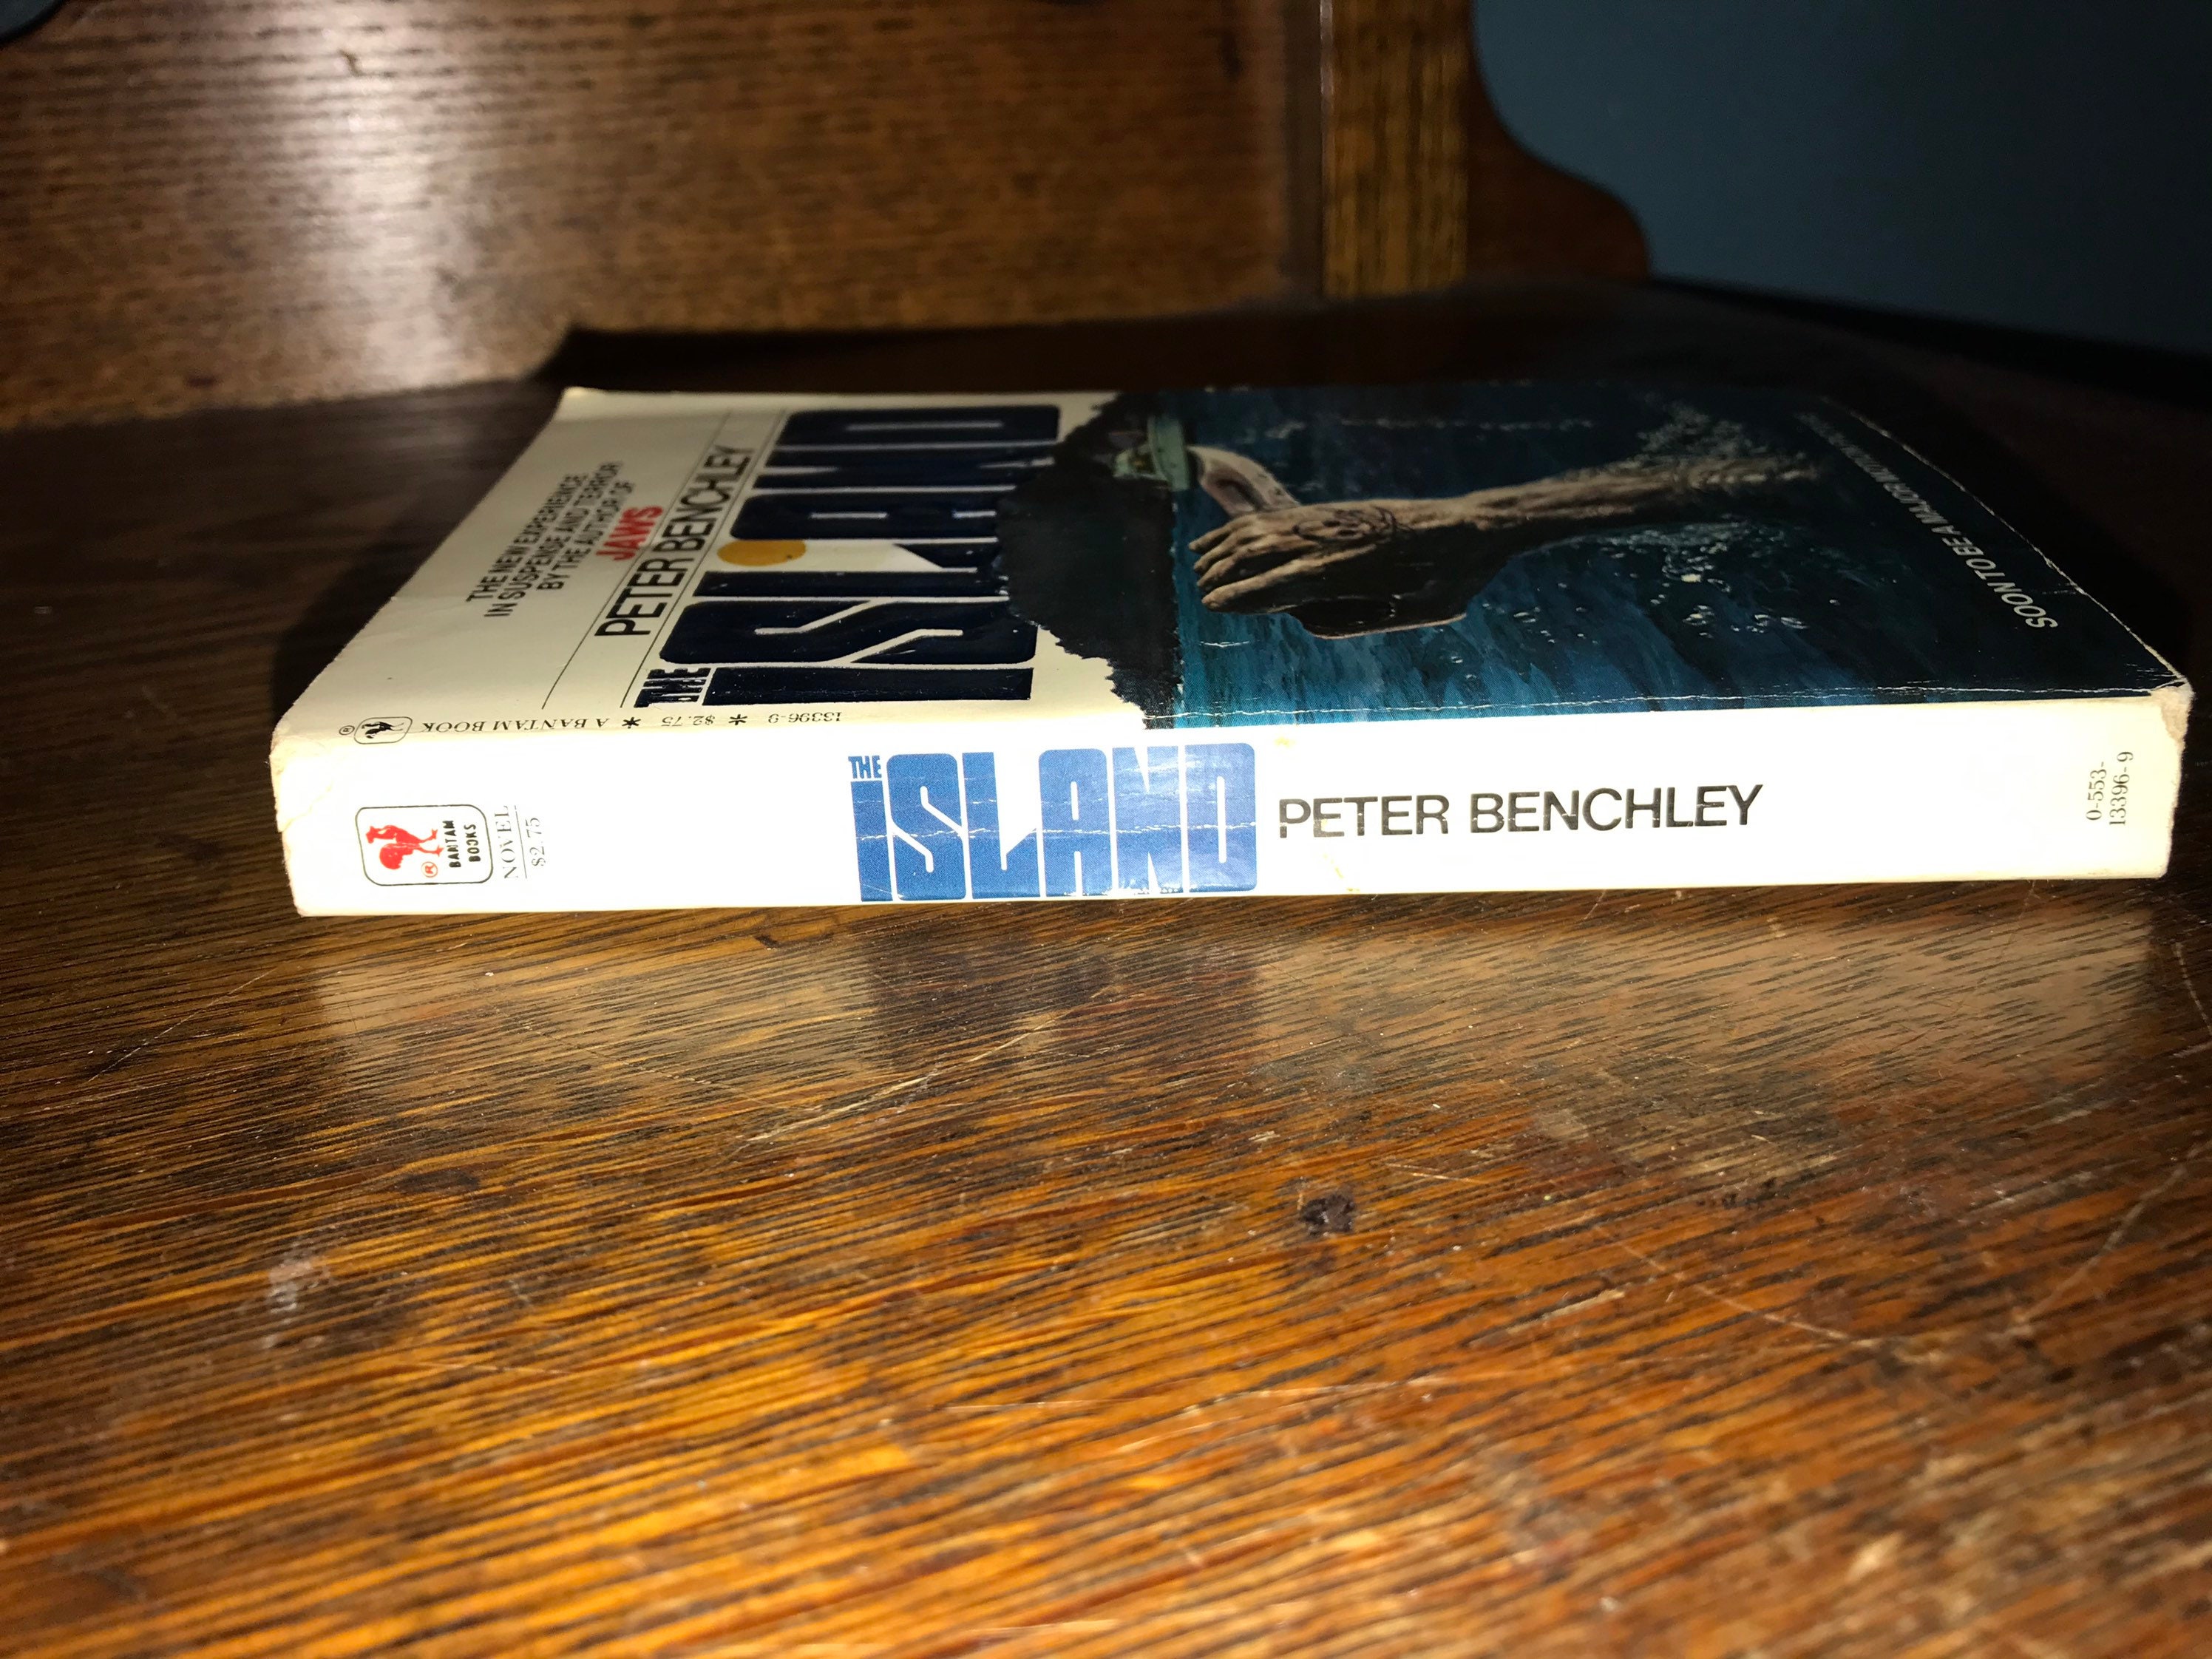 THE NEW EXPERIENCE
IN SUSPENSE AND TERROR
BY THE AUTHOR OF
JAWS
PETER BENCHLEY
THE
ISLAND
SOON TO BE A MAJOR MOTION
13396-9 * $2.75 * A BANTAM BOOK ®
®
BANTAM
BOOKS
NOVEL
$2.75
THE
ISLAND
PETER BENCHLEY
0-553-
13396-9